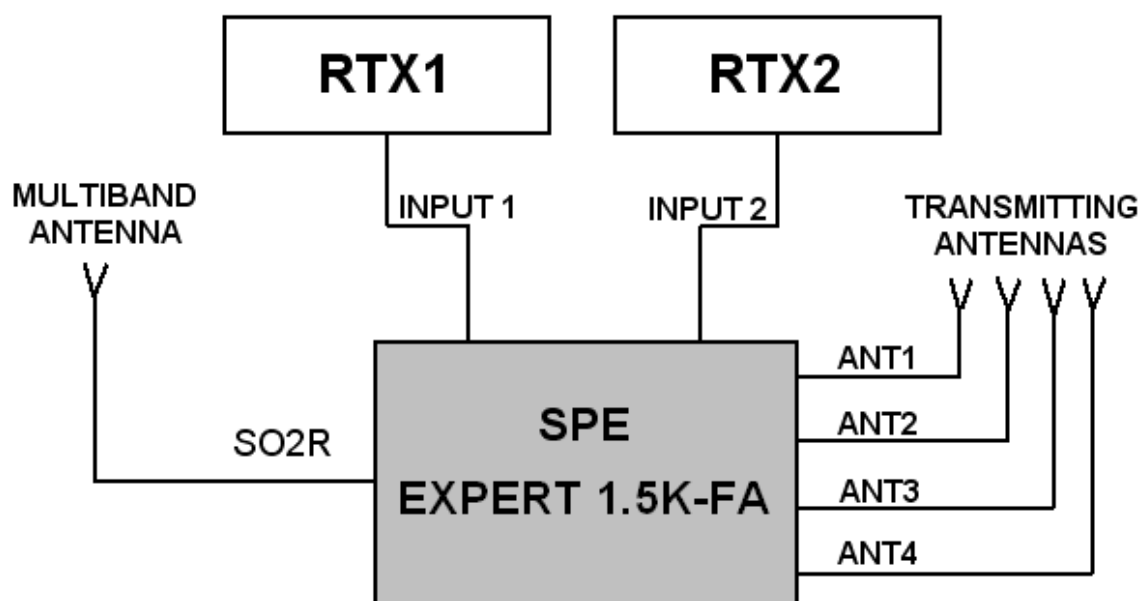 RTX1
RTX2
MULTIBAND
ANTENNA
INPUT 1
INPUT 2
TRANSMITTING
ANTENNAS
SO2R
SPE
EXPERT 1.5K-FA
ANT1
ANT2
ANT3
ANT4